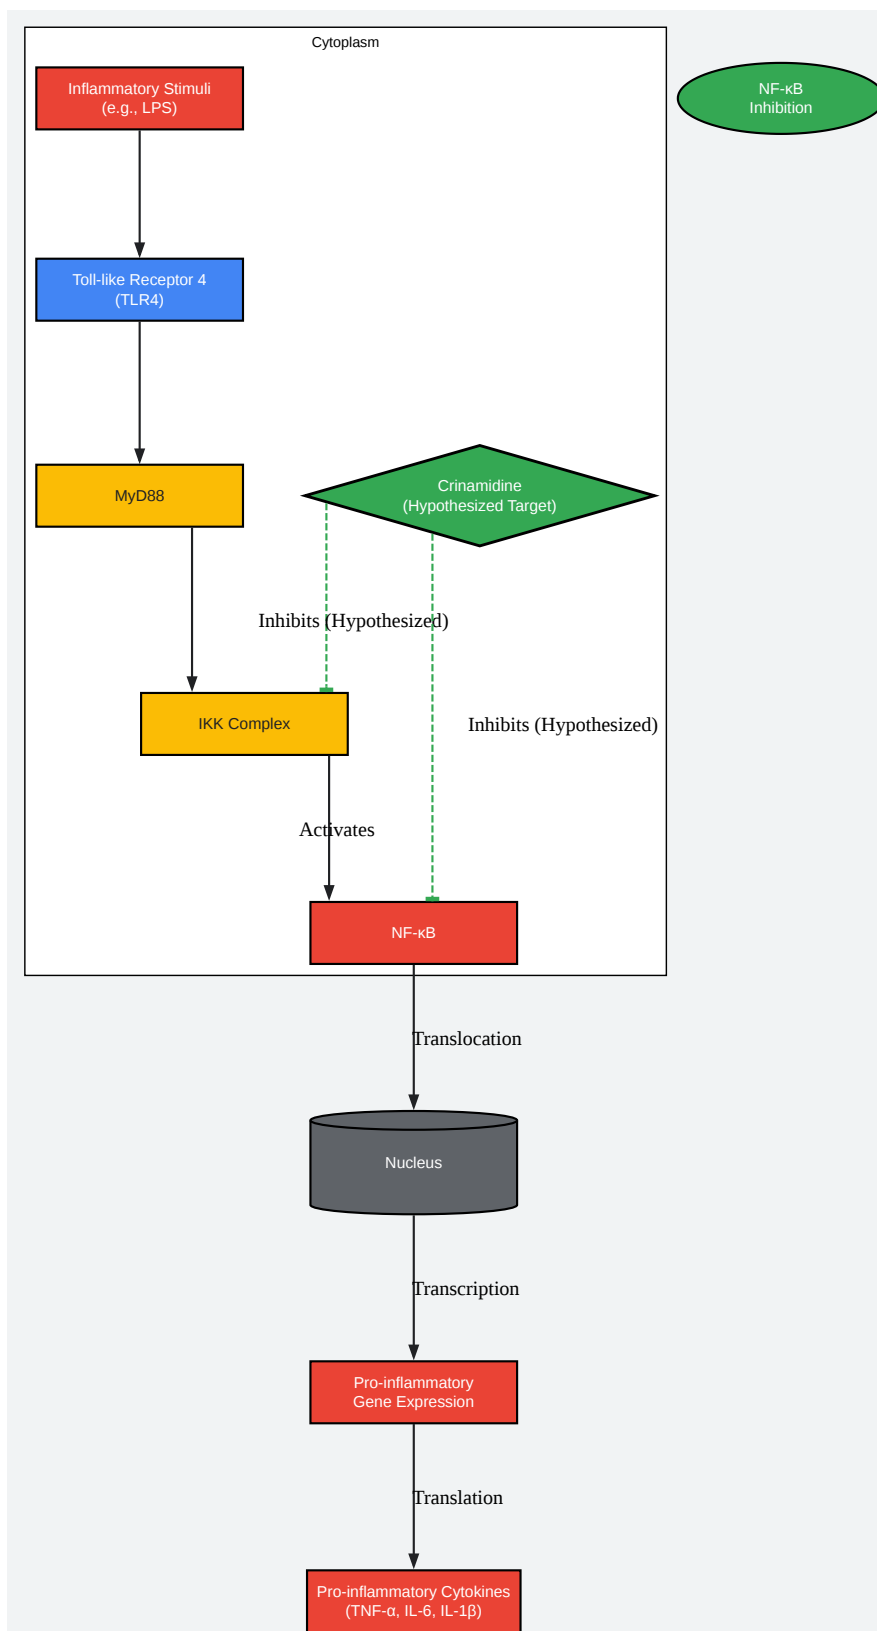 Cytoplasm
Inflammatory Stimuli
(e.g., LPS)
NF-κB
Inhibition
Toll-like Receptor 4
(TLR4)
MyD88
Crinamidine
(Hypothesized Target)
Inhibits (Hypothesized)
IKK Complex
Inhibits (Hypothesized)
Activates
NF-κB
Translocation
Nucleus
Transcription
Pro-inflammatory
Gene Expression
Translation
Pro-inflammatory Cytokines
(TNF-α, IL-6, IL-1β)